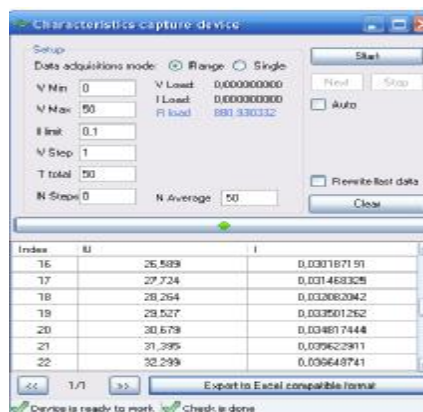 Characteristics capture device
Setup
Data adquisitions mode: Range Single
V Min 0
V Load: 0,000000000
V Max 50
I Load: 0,000000000
R load 880,930332
I limit 0.1
V Step 1
T total 50
N Steps 0
N Average 50
Start
Next Stop
Auto
Rewrite last data
Clear
Index U I
16 26,589 0,030187191
17 27,724 0,031468325
18 28,264 0,032082042
19 29,527 0,033501262
20 30,679 0,034817444
21 31,395 0,035622911
22 32,299 0,036648741
<< 1/1 >> Export to Excel compatible format
Device is ready to work Check is done